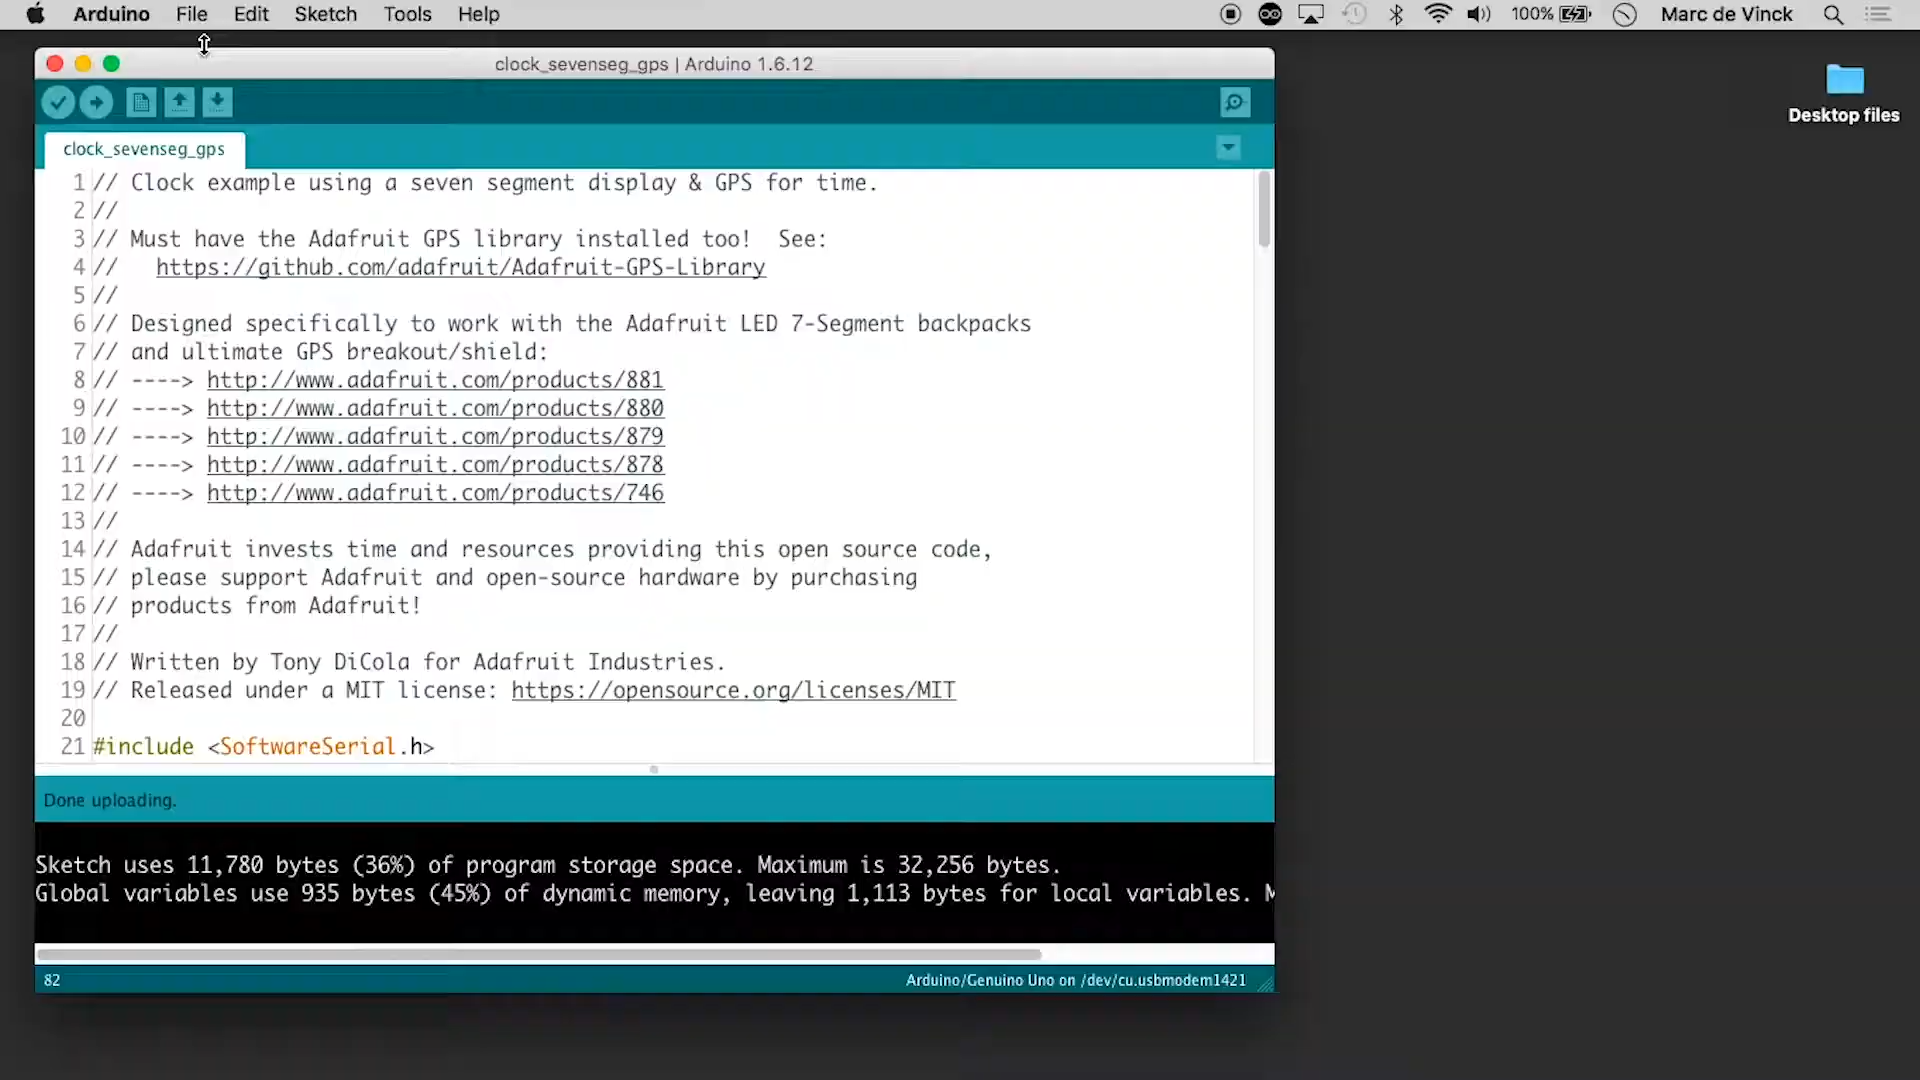 Arduino File Edit Sketch Tools Help 100% Marc de Vinck
clock_sevenseg_gps | Arduino 1.6.12
Desktop files
clock_sevenseg_gps
1 // Clock example using a seven segment display & GPS for time.
2 //
3 // Must have the Adafruit GPS library installed too!  See:
4 //   https://github.com/adafruit/Adafruit-GPS-Library
5 //
6 // Designed specifically to work with the Adafruit LED 7-Segment backpacks
7 // and ultimate GPS breakout/shield:
8 // ----> http://www.adafruit.com/products/881
9 // ----> http://www.adafruit.com/products/880
10 // ----> http://www.adafruit.com/products/879
11 // ----> http://www.adafruit.com/products/878
12 // ----> http://www.adafruit.com/products/746
13 //
14 // Adafruit invests time and resources providing this open source code,
15 // please support Adafruit and open-source hardware by purchasing
16 // products from Adafruit!
17 //
18 // Written by Tony DiCola for Adafruit Industries.
19 // Released under a MIT license: https://opensource.org/licenses/MIT
20
21 #include <SoftwareSerial.h>
Done uploading.
Sketch uses 11,780 bytes (36%) of program storage space. Maximum is 32,256 bytes.
Global variables use 935 bytes (45%) of dynamic memory, leaving 1,113 bytes for local variables. M
82 Arduino/Genuino Uno on /dev/cu.usbmodem1421